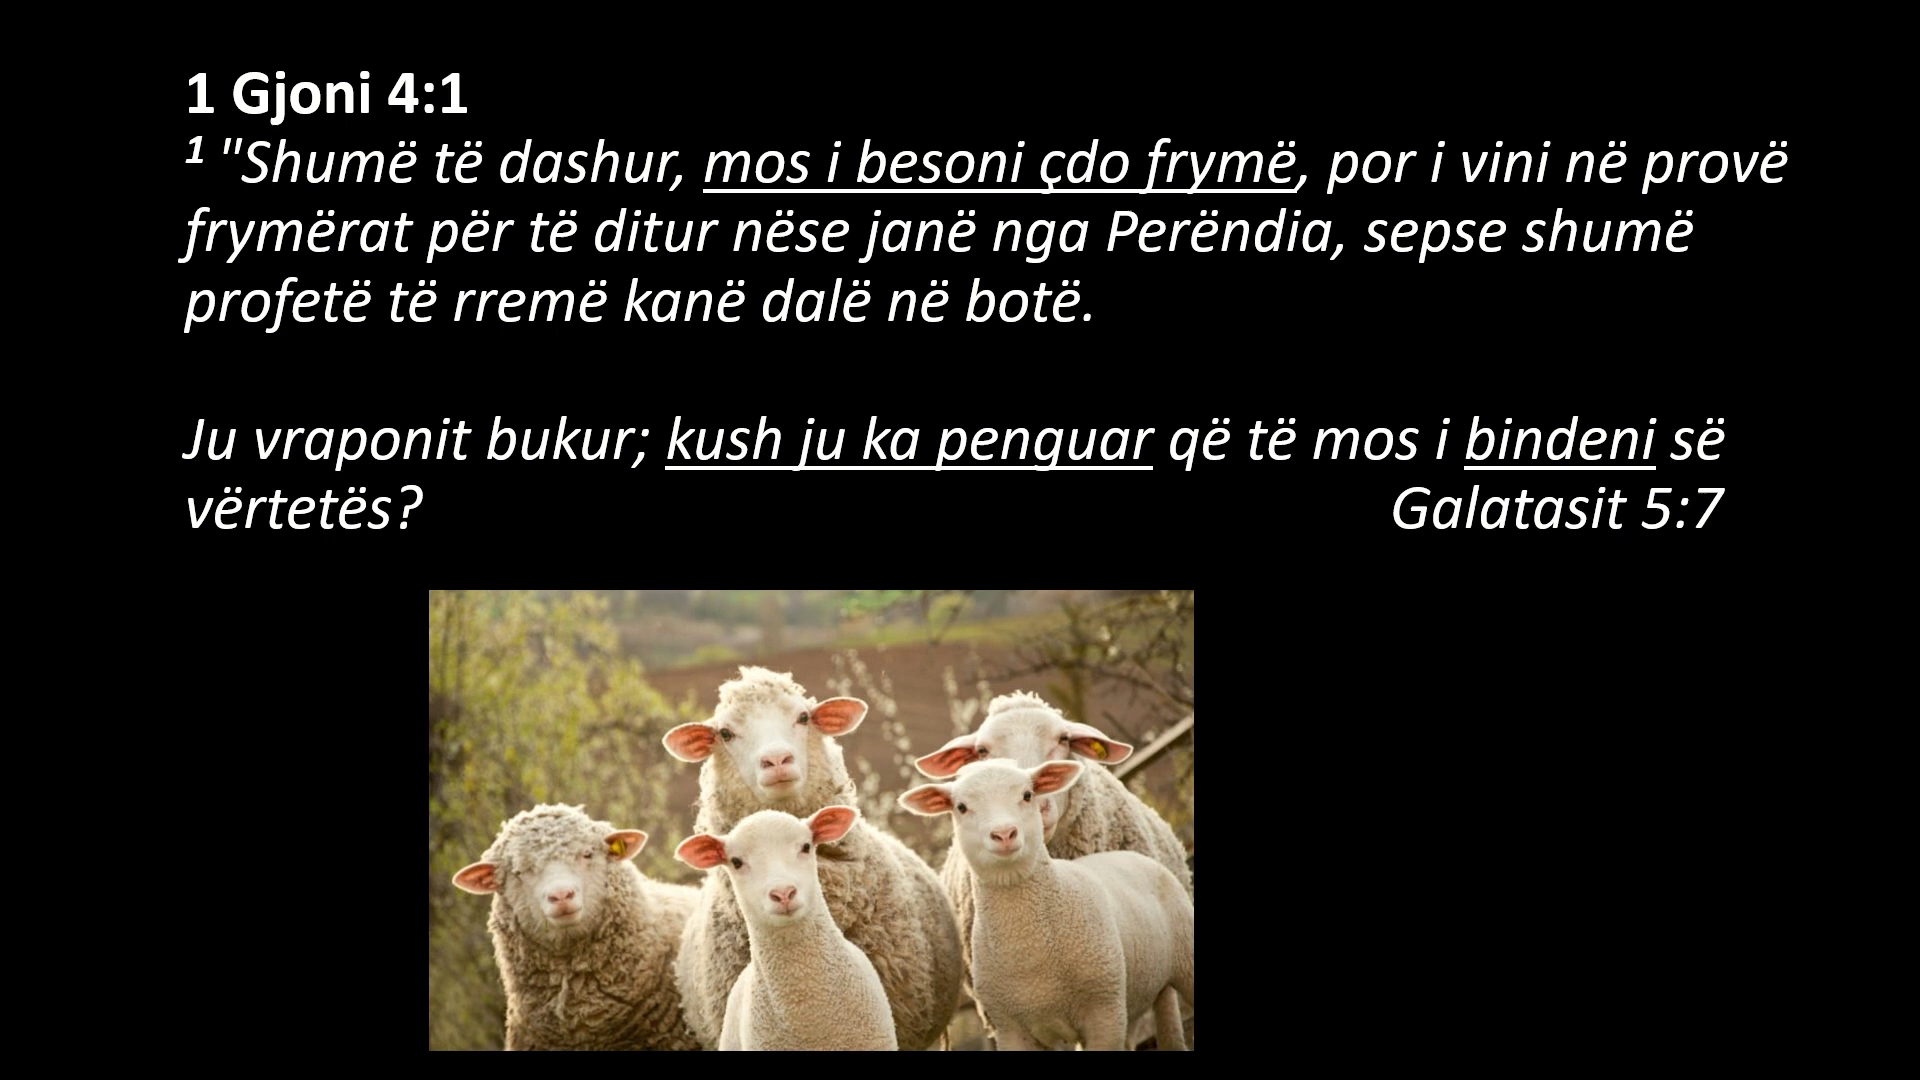 1 Gjoni 4:1
1 "Shumë të dashur, mos i besoni çdo frymë, por i vini në provë
frymërat për të ditur nëse janë nga Perëndia, sepse shumë
profetë të rremë kanë dalë në botë.
Ju vraponit bukur; kush ju ka penguar që të mos i bindeni së
vërtetës? Galatasit 5:7